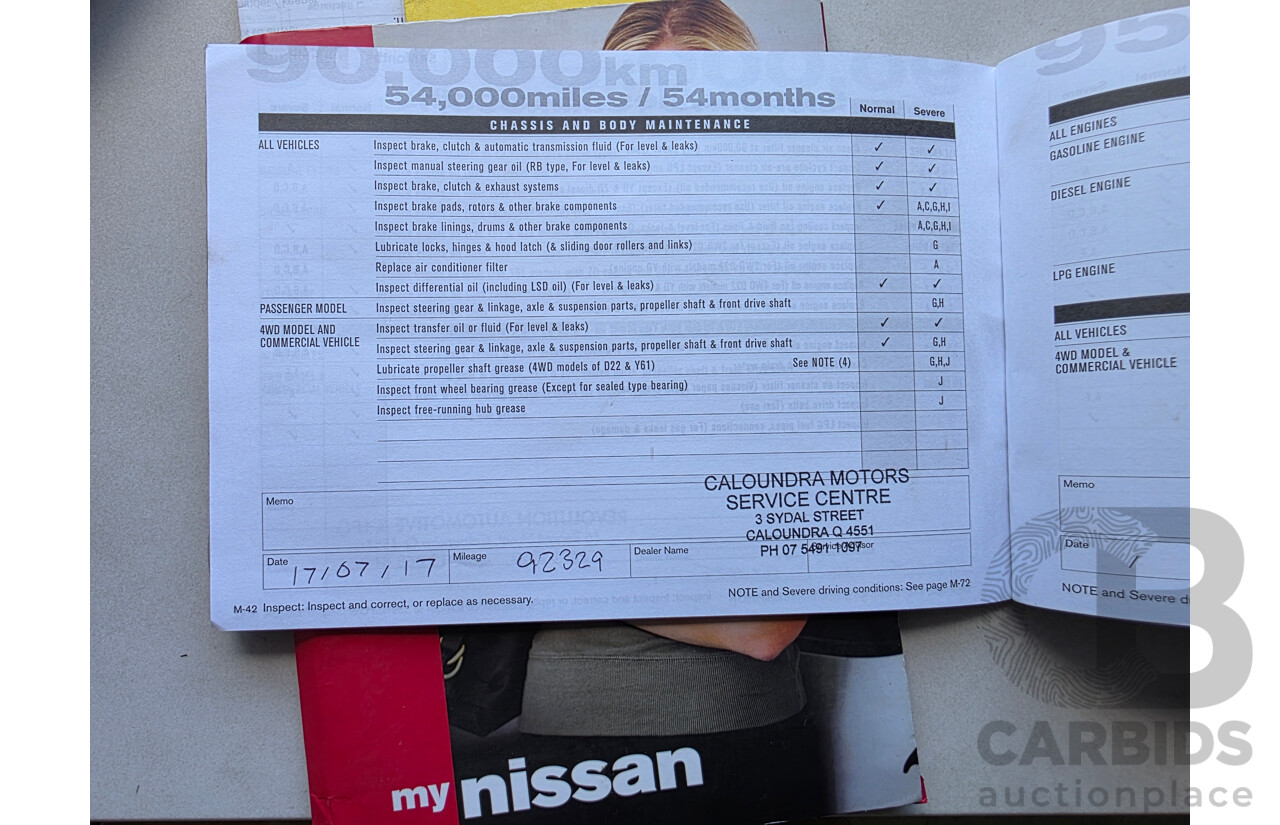 90,000km
54,000miles / 54months
Normal Severe
CHASSIS AND BODY MAINTENANCE
ALL VEHICLES Inspect brake, clutch & automatic transmission fluid (For level & leaks) ✓ ✓
Inspect manual steering gear oil (RB type, For level & leaks) ✓ ✓
Inspect brake, clutch & exhaust systems ✓ ✓
Inspect brake pads, rotors & other brake components ✓ A,C,G,H,I
Inspect brake linings, drums & other brake components A,C,G,H,I
Lubricate locks, hinges & hood latch (& sliding door rollers and links) G
Replace air conditioner filter A
Inspect differential oil (including LSD oil) (For level & leaks) ✓ ✓
PASSENGER MODEL Inspect steering gear & linkage, axle & suspension parts, propeller shaft & front drive shaft G,H
4WD MODEL AND COMMERCIAL VEHICLE Inspect transfer oil or fluid (For level & leaks) ✓ ✓
Inspect steering gear & linkage, axle & suspension parts, propeller shaft & front drive shaft ✓ G,H
Lubricate propeller shaft grease (4WD models of D22 & Y61) See NOTE (4) G,H,J
Inspect front wheel bearing grease (Except for sealed type bearing) J
Inspect free-running hub grease J
Memo
CALOUNDRA MOTORS
SERVICE CENTRE
3 SYDAL STREET
CALOUNDRA Q 4551
PH 07 5491 1097
Date 17/07/17 Mileage 92329 Dealer Name
M-42 Inspect: Inspect and correct, or replace as necessary. NOTE and Severe driving conditions: See page M-72
95
ALL ENGINES
GASOLINE ENGINE
DIESEL ENGINE
LPG ENGINE
ALL VEHICLES
4WD MODEL &
COMMERCIAL VEHICLE
Memo
Date
NOTE and Severe d
my nissan
CARBIDS
auctionplace